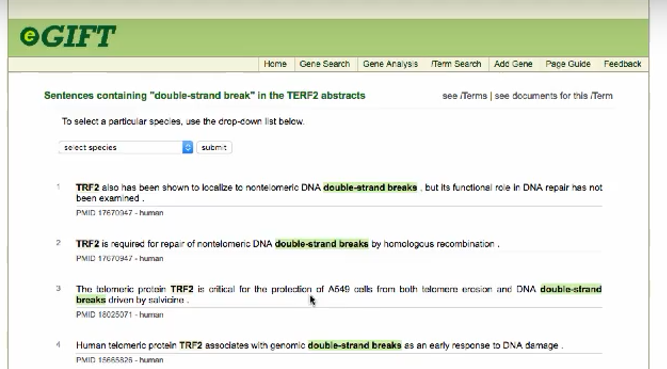 eGIFT
Home Gene Search Gene Analysis iTerm Search Add Gene Page Guide Feedback
Sentences containing "double-strand break" in the TERF2 abstracts see iTerms | see documents for this iTerm
To select a particular species, use the drop-down list below.
select species submit
1 TRF2 also has been shown to localize to nontelomeric DNA double-strand breaks , but its functional role in DNA repair has not
been examined .
PMID 17670947 - human
2 TRF2 is required for repair of nontelomeric DNA double-strand breaks by homologous recombination .
PMID 17670947 - human
3 The telomeric protein TRF2 is critical for the protection of A549 cells from both telomere erosion and DNA double-strand
breaks driven by salvicine .
PMID 18025071 - human
4 Human telomeric protein TRF2 associates with genomic double-strand breaks as an early response to DNA damage .
PMID 15665826 - human